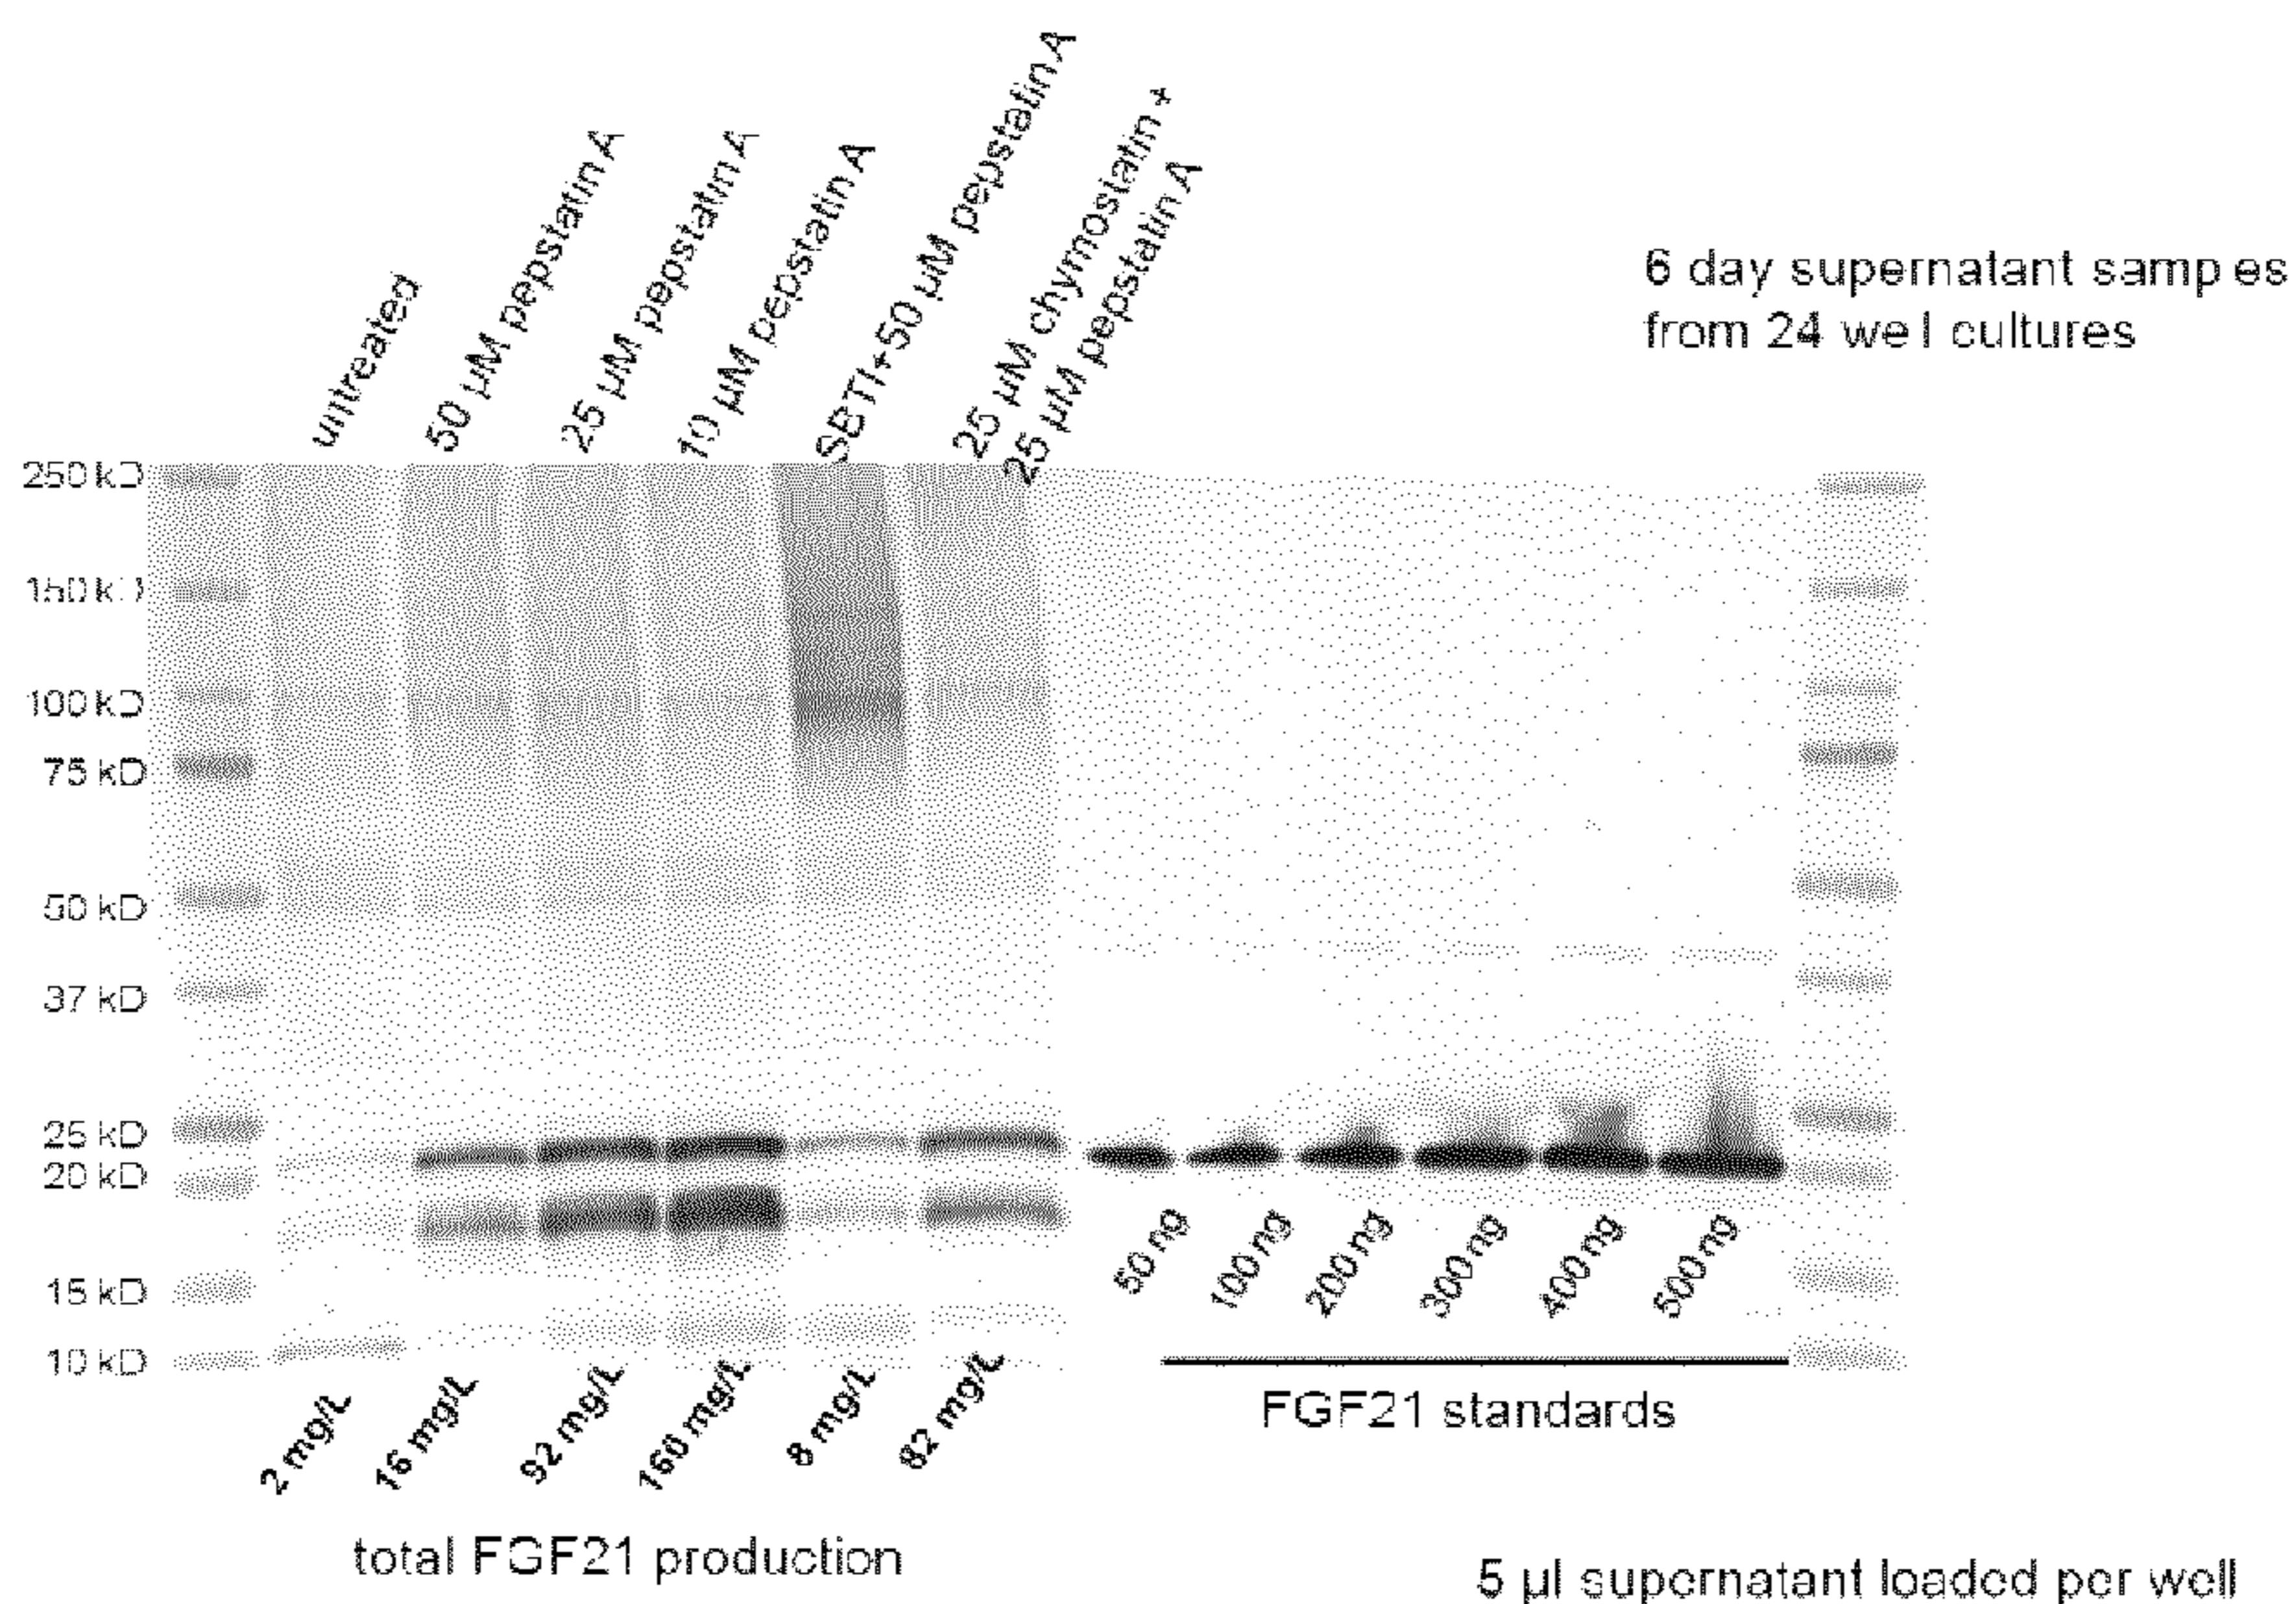 untreated
50 µM pepstatin A
25 µM pepstatin A
10 µM pepstatin A
SBTI+50 µM pepstatin A
25 µM chymostatin +
25 µM pepstatin A
6 day supernatant samples
from 24 well cultures
250 kD
150 kD
100 kD
75 kD
50 kD
37 kD
25 kD
20 kD
15 kD
10 kD
50 ng
100 ng
200 ng
300 ng
400 ng
500 ng
FGF21 standards
2 mg/L
16 mg/L
92 mg/L
160 mg/L
8 mg/L
82 mg/L
total FGF21 production
5 µl supernatant loaded per well